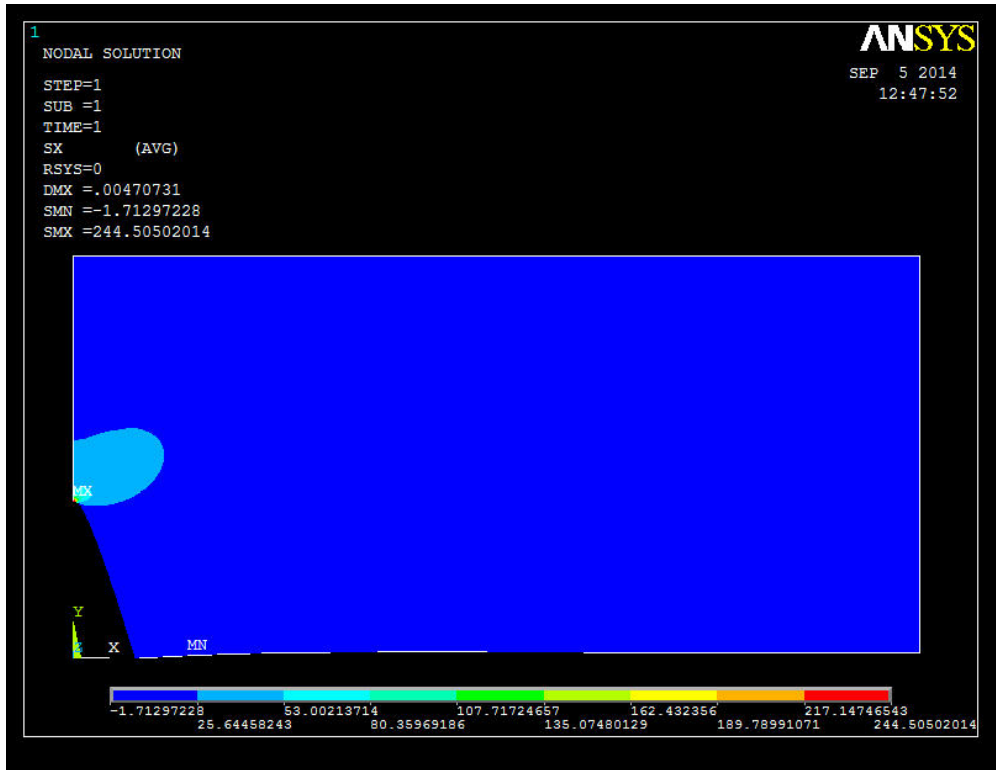 1
ANSYS
NODAL SOLUTION
SEP 5 2014
12:47:52
STEP=1
SUB =1
TIME=1
SX (AVG)
RSYS=0
DMX =.00470731
SMN =-1.71297228
SMX =244.50502014
MX
Y
Z X
MN
-1.71297228 53.00213714 107.71724657 162.432356 217.14746543
25.64458243 80.35969186 135.07480129 189.78991071 244.50502014